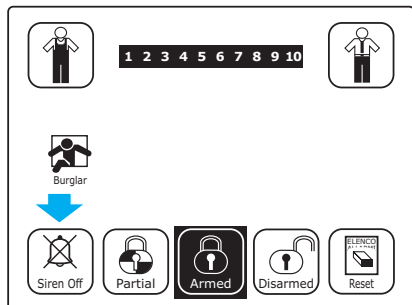 1 2 3 4 5 6 7 8 9 10
Burglar
Siren Off
Partial
Armed
Disarmed
ELENCO
Reset